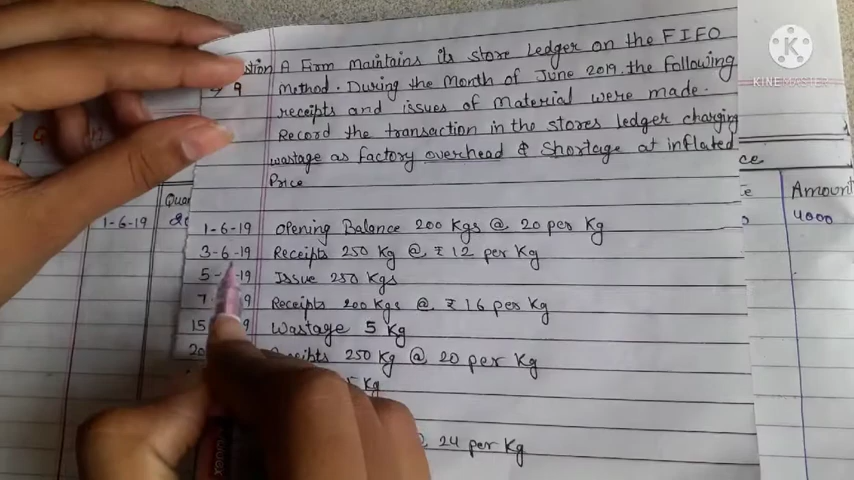 A Firm maintains its store Ledger on the FIFO
9 Method. During the Month of June 2019. the following
receipts and issues of Material were made.
Record the transaction in the stores ledger charging
wastage as factory overhead & Shortage at inflated
Price
1-6-19 Opening Balance 200 Kgs @ 20 per Kg
3-6-19 Receipts 250 Kg @ ₹12 per Kg
Issue 250 Kgs
Receipts 200 Kgs @ ₹16 per Kg
Wastage 5 Kg
Receipts 250 Kg @ 20 per Kg
Kg
24 per Kg
1-6-19
Amount
4000
K
KINEMASTER